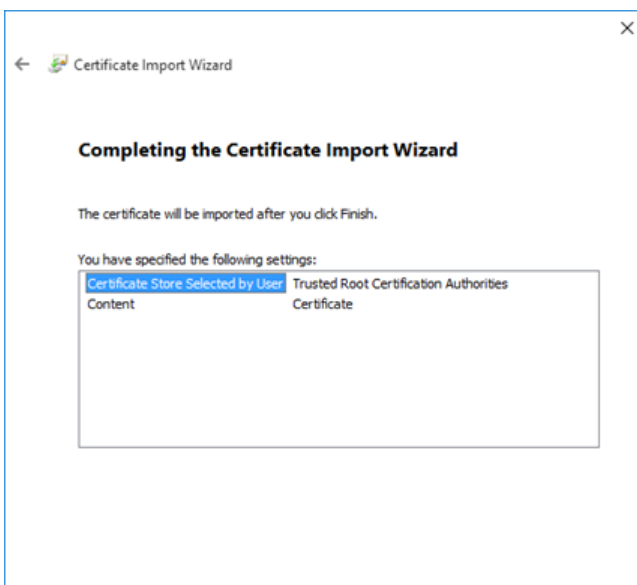 Certificate Import Wizard
Completing the Certificate Import Wizard
The certificate will be imported after you click Finish.
You have specified the following settings:
Certificate Store Selected by User Trusted Root Certification Authorities
Content Certificate